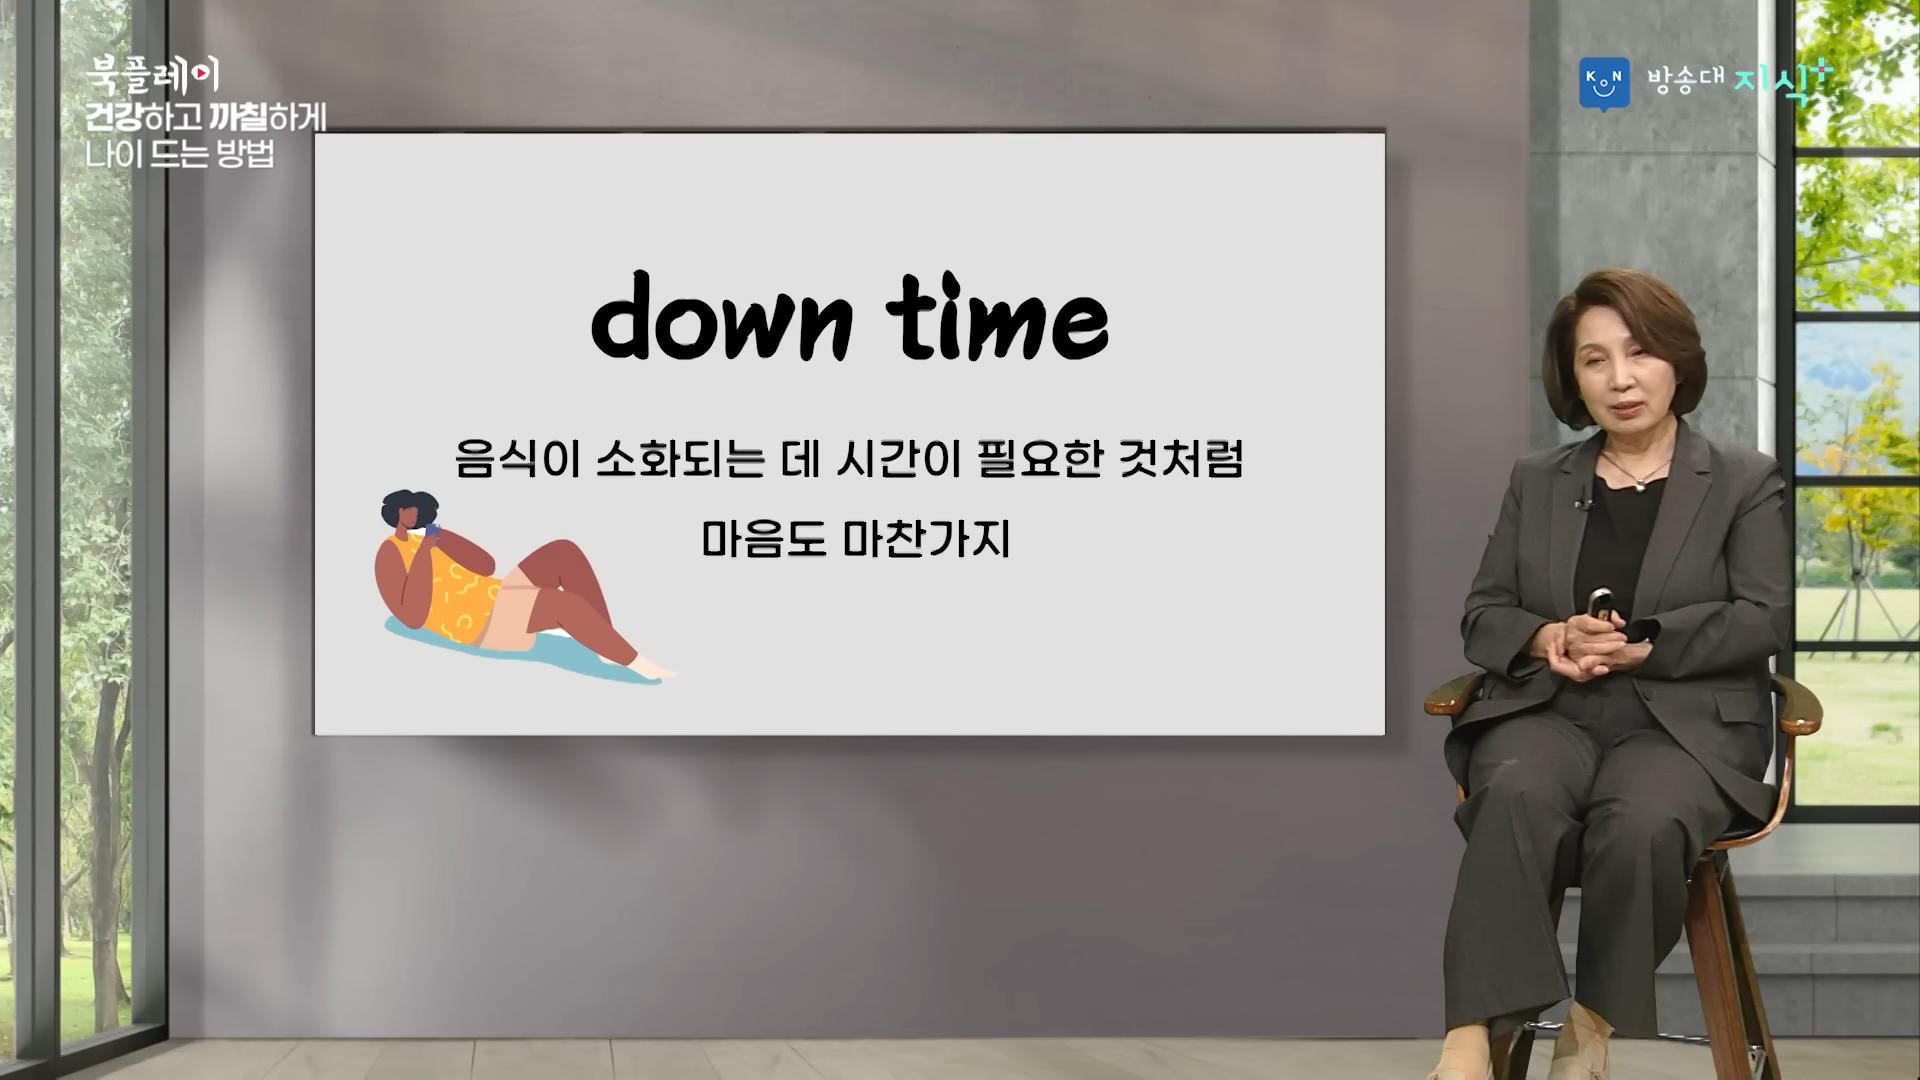 북플레이
건강하고 까칠하게
나이 드는 방법
KON 방송대 지식+
down time
음식이 소화되는 데 시간이 필요한 것처럼
마음도 마찬가지